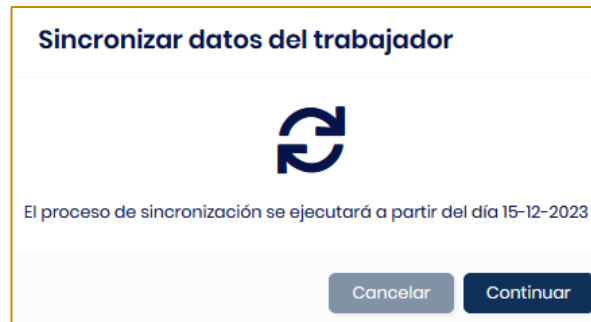 Sincronizar datos del trabajador
El proceso de sincronización se ejecutará a partir del día 15-12-2023
Cancelar Continuar